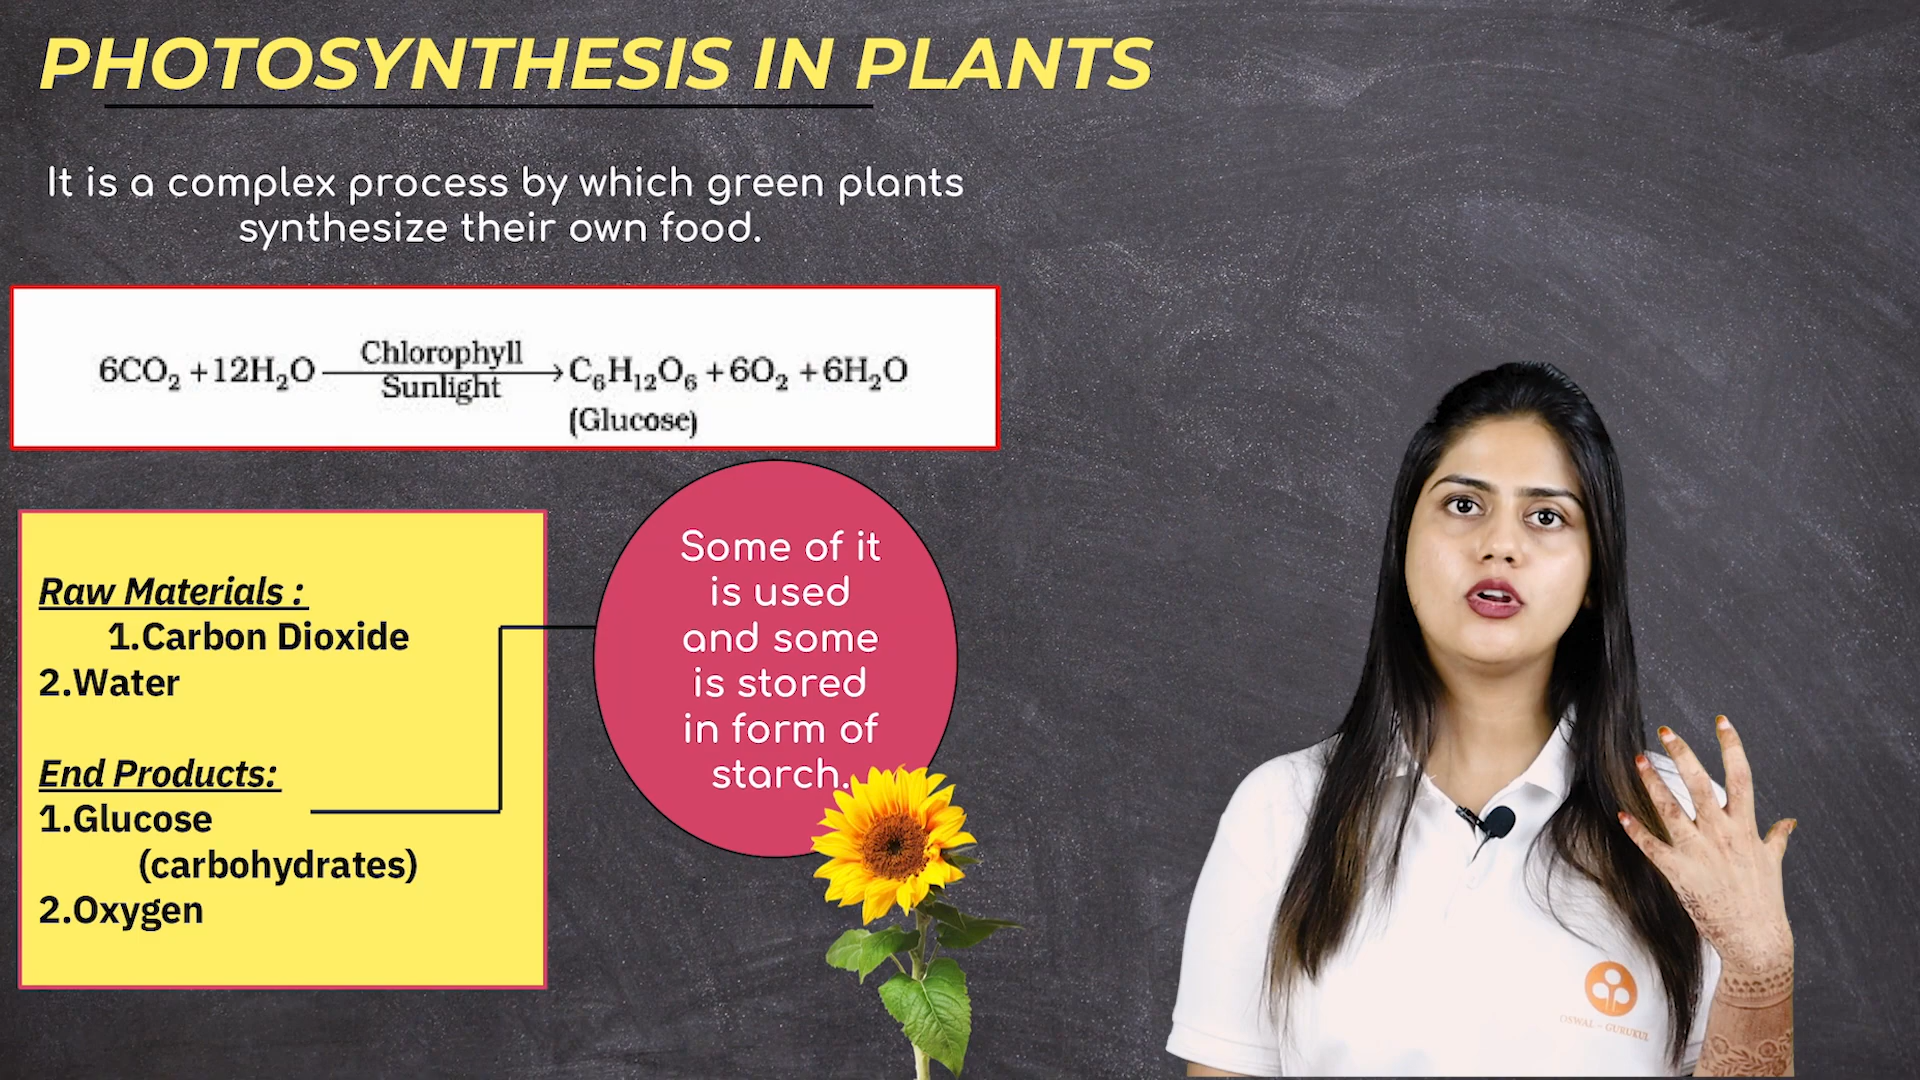 PHOTOSYNTHESIS IN PLANTS
It is a complex process by which green plants
synthesize their own food.
6CO₂ + 12H₂O Chlorophyll Sunlight → C₆H₁₂O₆ + 6O₂ + 6H₂O
(Glucose)
Raw Materials :
1.Carbon Dioxide
2.Water
End Products:
1.Glucose
(carbohydrates)
2.Oxygen
Some of it
is used
and some
is stored
in form of
starch.
OSWAL - GURUKUL